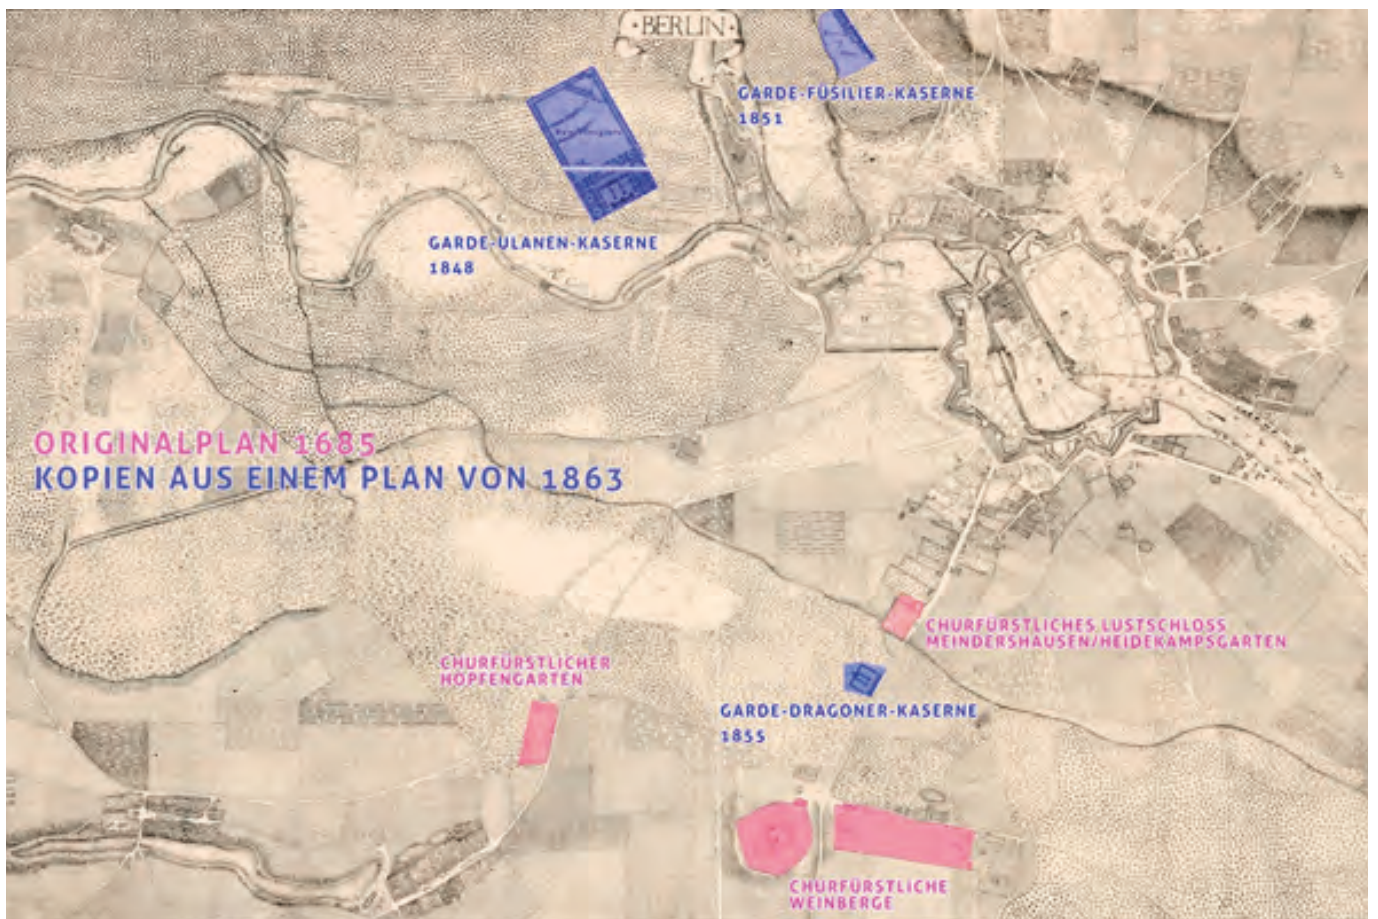 ·BERLIN·
GARDE-FÜSILIER-KASERNE
1851
GARDE-ULANEN-KASERNE
1848
ORIGINALPLAN 1685
KOPIEN AUS EINEM PLAN VON 1863
CHURFÜRSTLICHES LUSTSCHLOSS
MEINDERSHAUSEN/HEIDEKAMPSGARTEN
CHURFÜRSTLICHER
HOPFENGARTEN
GARDE-DRAGONER-KASERNE
1855
CHURFÜRSTLICHE
WEINBERGE